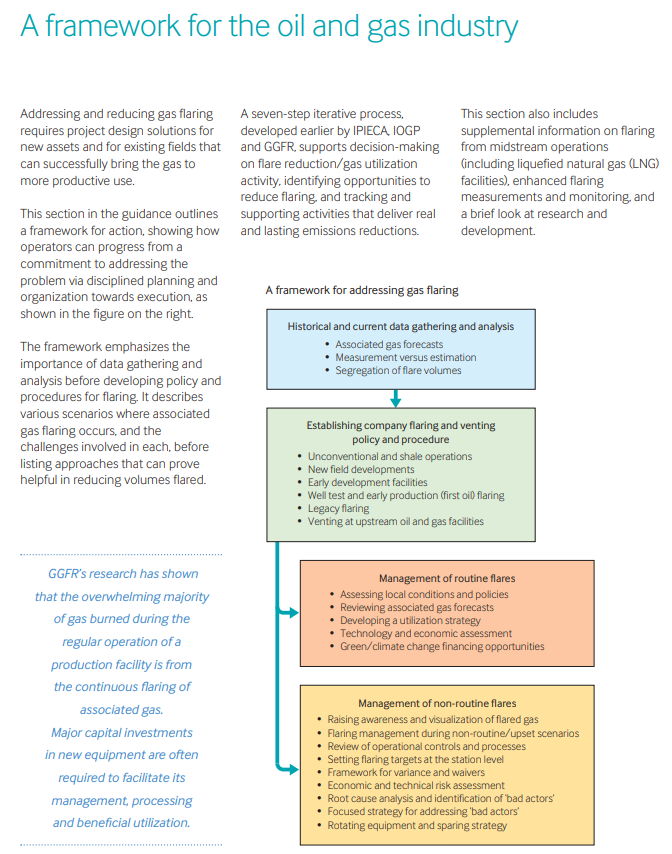 A framework for the oil and gas industry
Addressing and reducing gas flaring
requires project design solutions for
new assets and for existing fields that
can successfully bring the gas to
more productive use.
This section in the guidance outlines
a framework for action, showing how
operators can progress from a
commitment to addressing the
problem via disciplined planning and
organization towards execution, as
shown in the figure on the right.
The framework emphasizes the
importance of data gathering and
analysis before developing policy and
procedures for flaring. It describes
various scenarios where associated
gas flaring occurs, and the
challenges involved in each, before
listing approaches that can prove
helpful in reducing volumes flared.
GGFR's research has shown
that the overwhelming majority
of gas burned during the
regular operation of a
production facility is from
the continuous flaring of
associated gas.
Major capital investments
in new equipment are often
required to facilitate its
management, processing
and beneficial utilization.
A seven-step iterative process,
developed earlier by IPIECA, IOGP
and GGFR, supports decision-making
on flare reduction/gas utilization
activity, identifying opportunities to
reduce flaring, and tracking and
supporting activities that deliver real
and lasting emissions reductions.
This section also includes
supplemental information on flaring
from midstream operations
(including liquefied natural gas (LNG)
facilities), enhanced flaring
measurements and monitoring, and
a brief look at research and
development.
A framework for addressing gas flaring
Historical and current data gathering and analysis
• Associated gas forecasts
• Measurement versus estimation
• Segregation of flare volumes
Establishing company flaring and venting
policy and procedure
• Unconventional and shale operations
• New field developments
• Early development facilities
• Well test and early production (first oil) flaring
• Legacy flaring
• Venting at upstream oil and gas facilities
Management of routine flares
• Assessing local conditions and policies
• Reviewing associated gas forecasts
• Developing a utilization strategy
• Technology and economic assessment
• Green/climate change financing opportunities
Management of non-routine flares
• Raising awareness and visualization of flared gas
• Flaring management during non-routine/upset scenarios
• Review of operational controls and processes
• Setting flaring targets at the station level
• Framework for variance and waivers
• Economic and technical risk assessment
• Root cause analysis and identification of 'bad actors'
• Focused strategy for addressing 'bad actors'
• Rotating equipment and sparing strategy